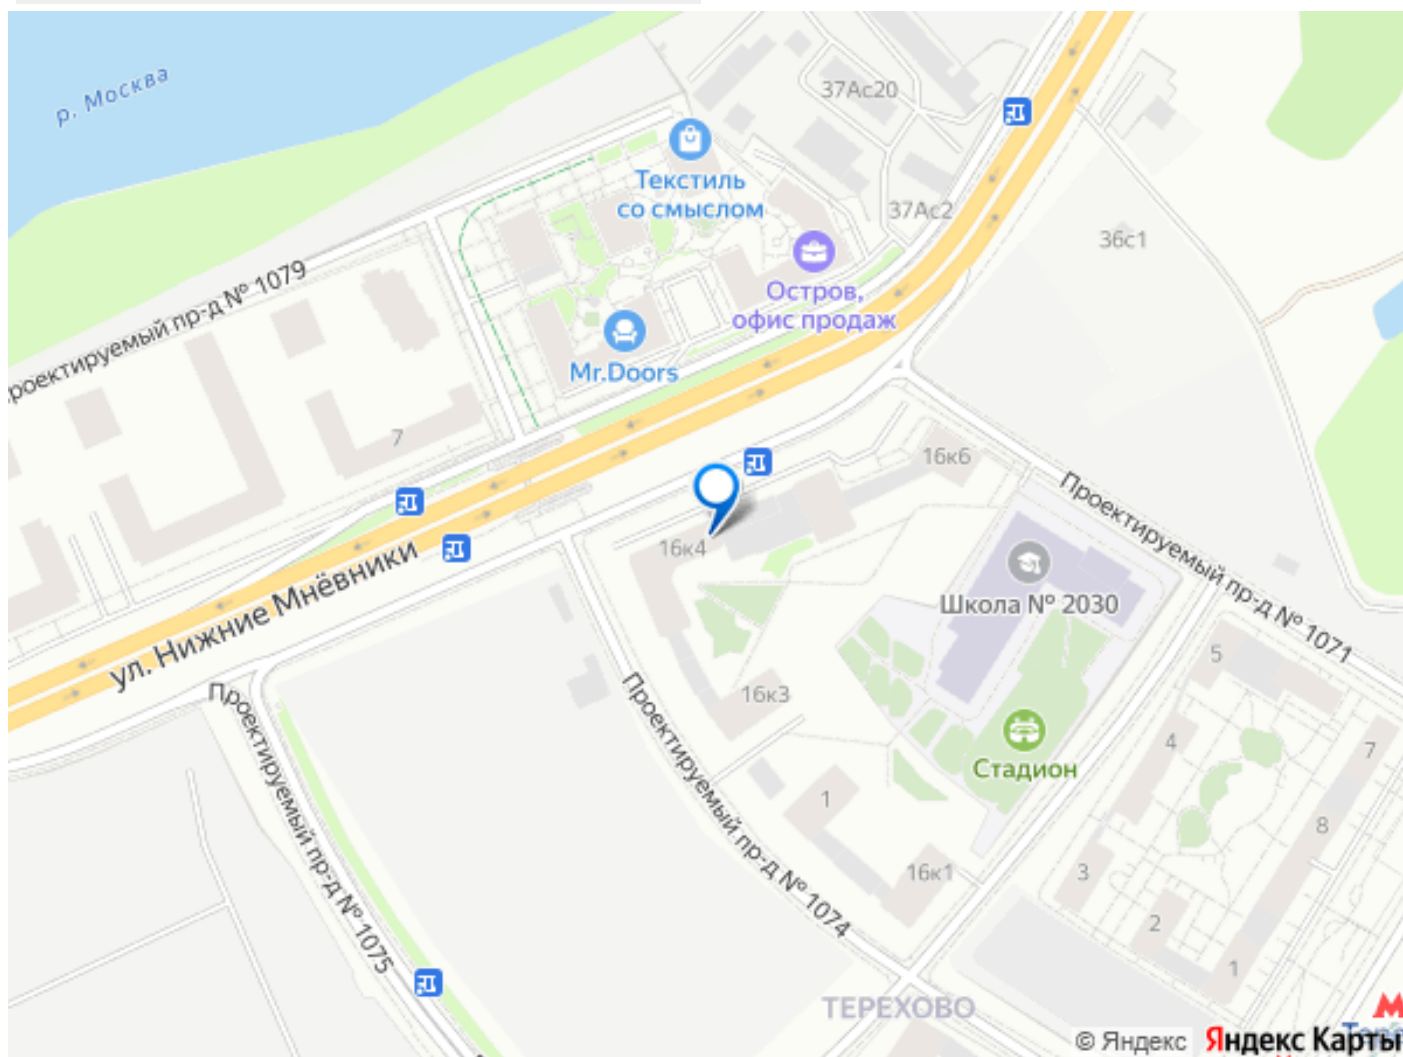 р. Москва
37Ас20
Текстиль
со смыслом
37Ас2
36с1
Остров,
офис продаж
Проектируемый пр-д № 1079
Mr.Doors
7
16к6
Проектируемый пр-д № 1071
16к4
Школа № 2030
ул. Нижние Мнёвники
5
16к3
Проектируемый пр-д № 1075
Проектируемый пр-д № 1074
Стадион
4
7
1
8
16к1
3
2
1
ТЕРЕХОВО
© Яндекс
Яндекс Карты